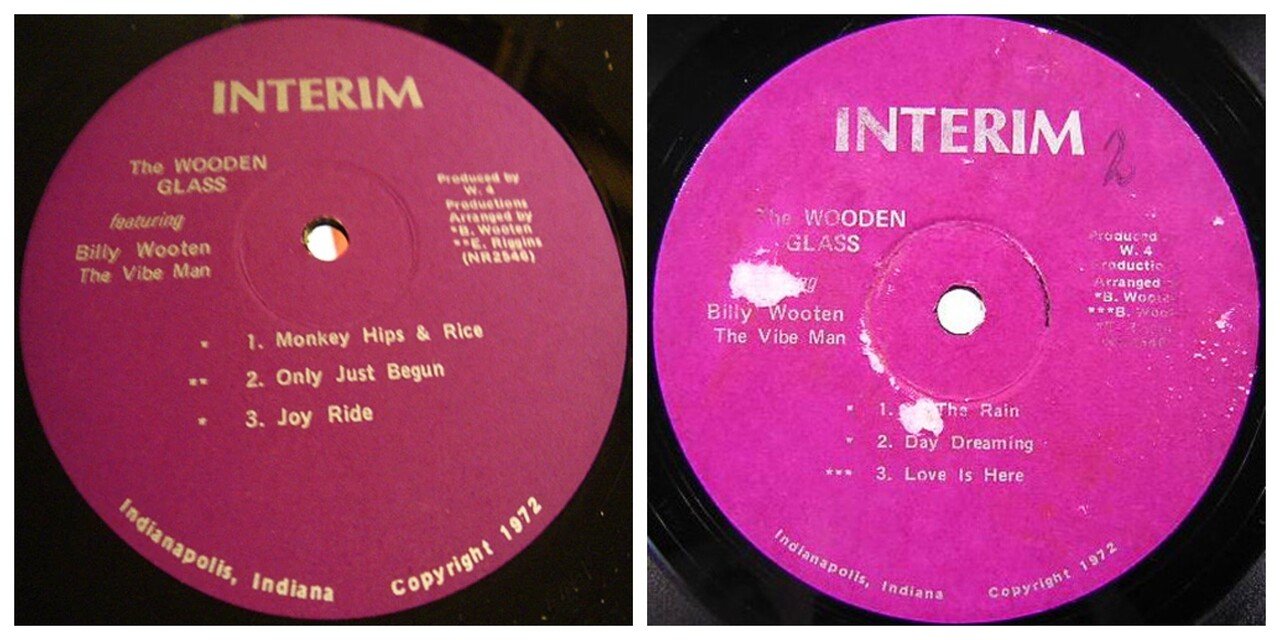 INTERIM
The WOODEN
GLASS
featuring
Billy Wooten
The Vibe Man
Produced by
W. 4
Productions
Arranged by
*B. Wooten
**E. Riggins
(NR2546)
* 1. Monkey Hips & Rice
** 2. Only Just Begun
* 3. Joy Ride
Indianapolis, Indiana Copyright 1972
INTERIM
2
The WOODEN
GLASS
Billy Wooten
The Vibe Man
Produced
W. 4
Arranged
*B.
***B.
* 1. The Rain
* 2. Day Dreaming
*** 3. Love Is Here
Indianapolis, Indiana Copyright 1972